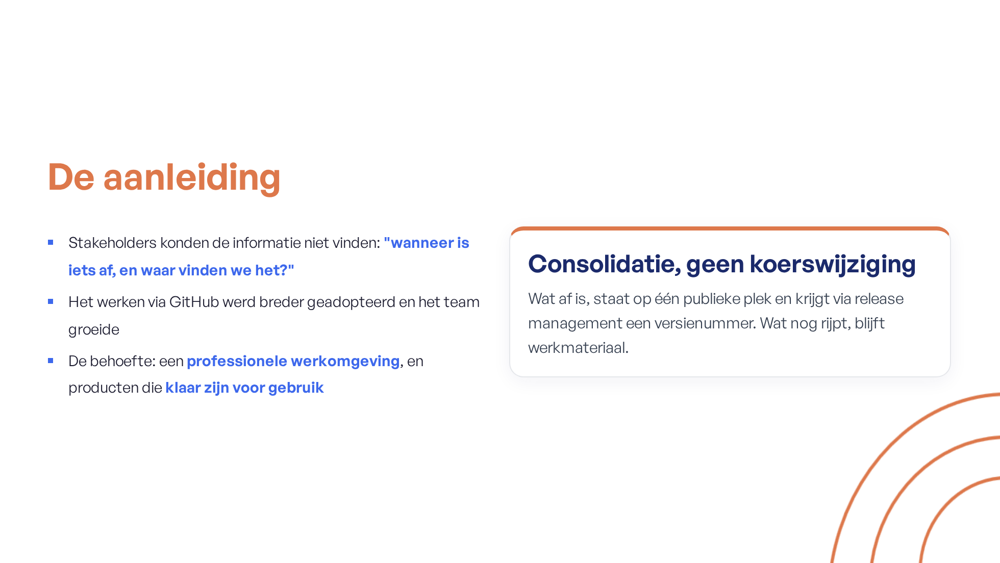 De aanleiding
Stakeholders konden de informatie niet vinden: "wanneer is
iets af, en waar vinden we het?"
Het werken via GitHub werd breder geadopteerd en het team
groeide
De behoefte: een professionele werkomgeving, en
producten die klaar zijn voor gebruik
Consolidatie, geen koerswijziging
Wat af is, staat op één publieke plek en krijgt via release
management een versienummer. Wat nog rijpt, blijft
werkmateriaal.